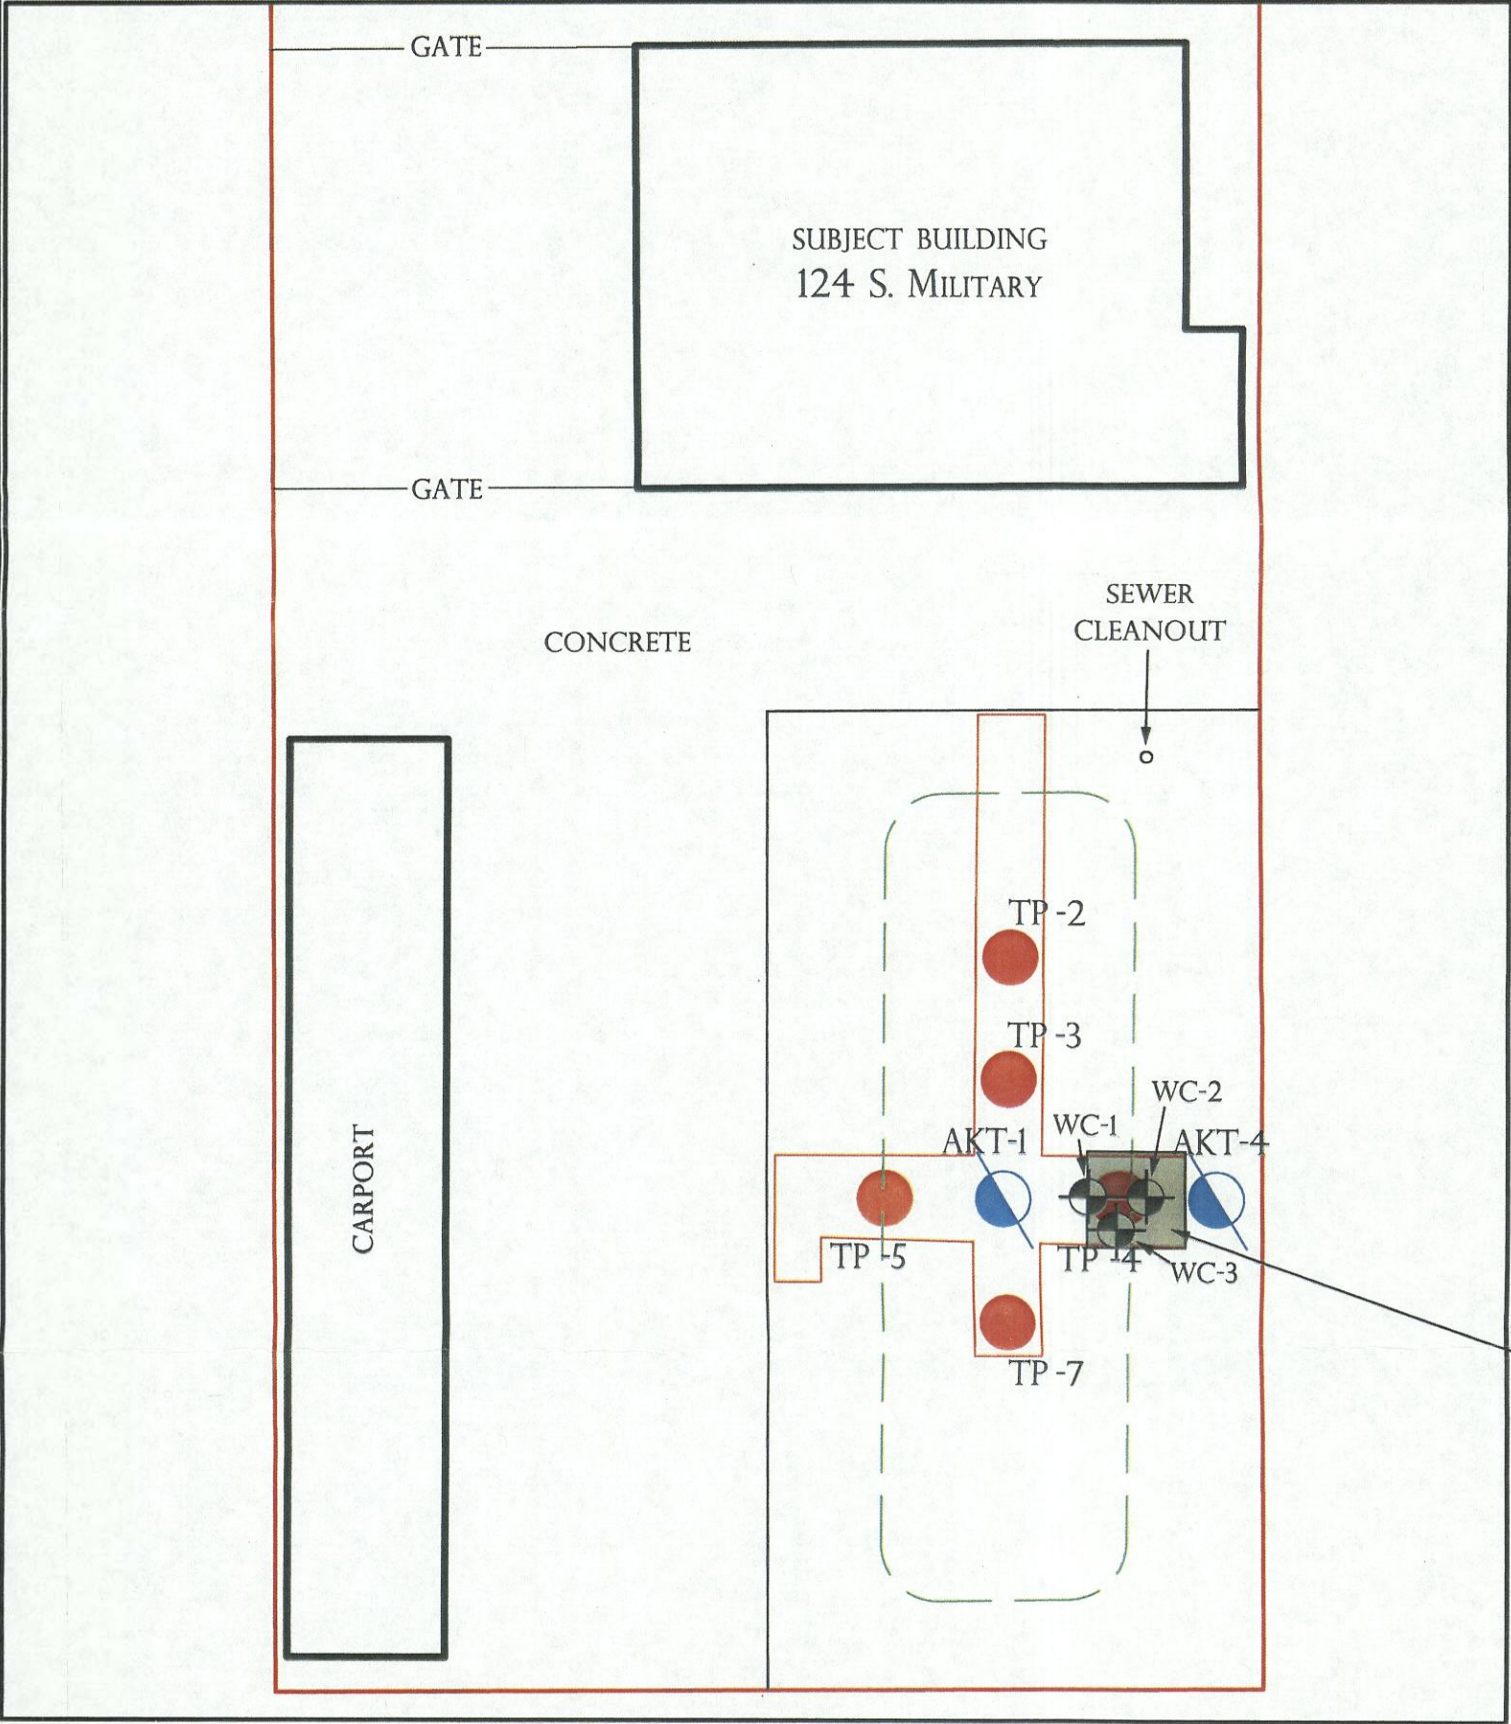 GATE
SUBJECT BUILDING
124 S. MILITARY
GATE
SEWER
CLEANOUT
CONCRETE
TP-2
TP-3
WC-2
WC-1
AKT-1
AKT-4
CARPORT
TP-5
TP-4
WC-3
TP-7